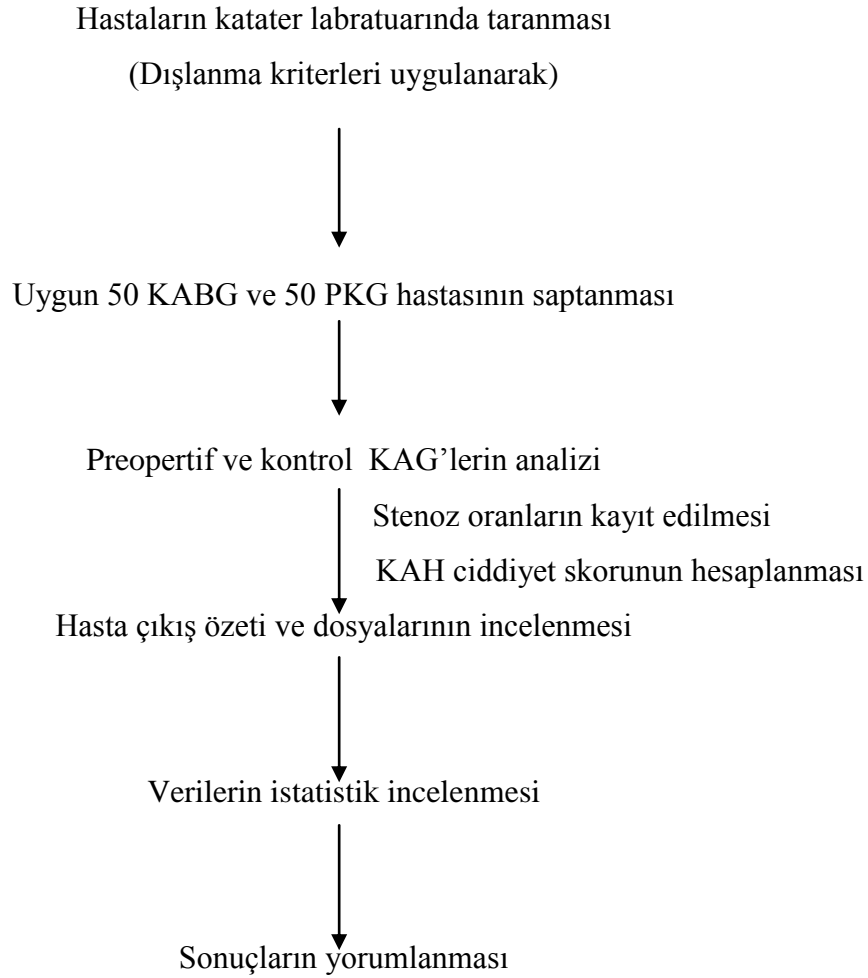 Hastaların katater labratuarında taranması
(Dışlanma kriterleri uygulanarak)
Uygun 50 KABG ve 50 PKG hastasının saptanması
Preopertif ve kontrol KAG’lerin analizi
Stenoz oranların kayıt edilmesi
KAH ciddiyet skorunun hesaplanması
Hasta çıkış özeti ve dosyalarının incelenmesi
Verilerin istatistik incelenmesi
Sonuçların yorumlanması